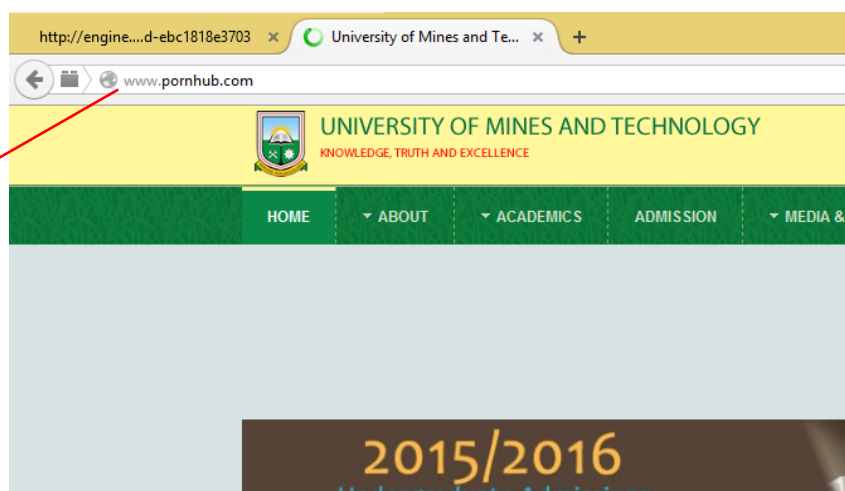 http://engine....d-ebc1818e3703
University of Mines and Te...
www.pornhub.com
UNIVERSITY OF MINES AND TECHNOLOGY
KNOWLEDGE, TRUTH AND EXCELLENCE
HOME ABOUT ACADEMICS ADMISSION MEDIA &
2015/2016